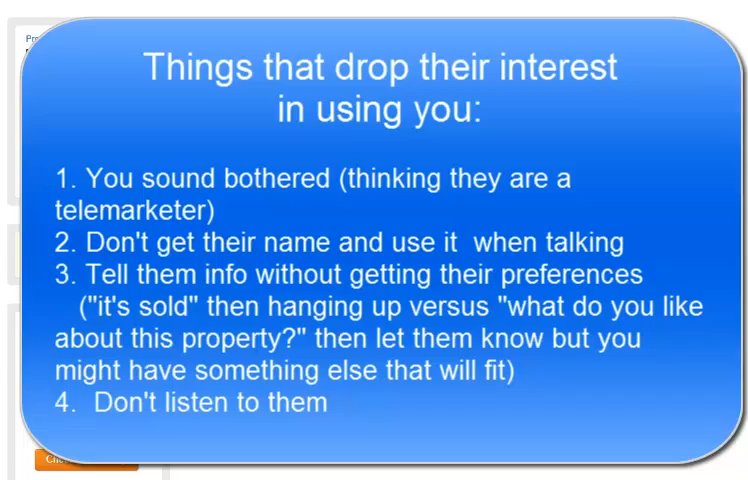 Things that drop their interest
in using you:
1. You sound bothered (thinking they are a
telemarketer)
2. Don't get their name and use it  when talking
3. Tell them info without getting their preferences
("it's sold" then hanging up versus "what do you like
about this property?" then let them know but you
might have something else that will fit)
4.  Don't listen to them